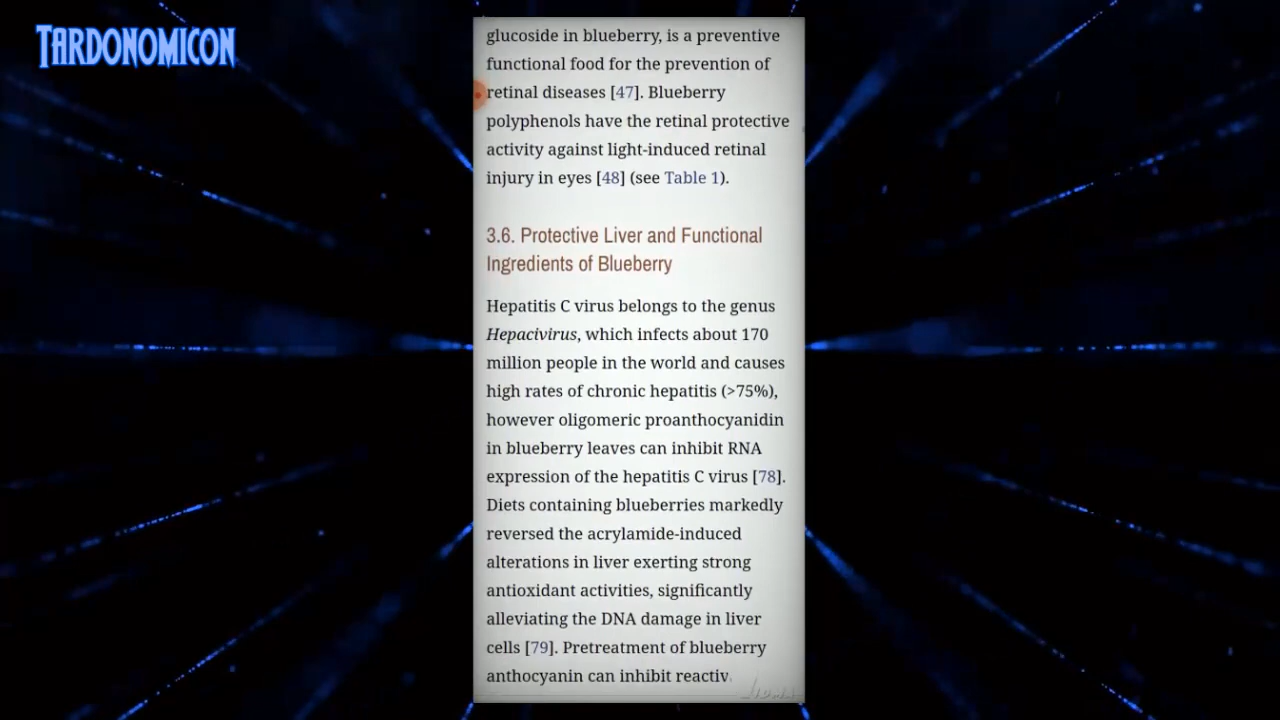 TARDONOMICON
glucoside in blueberry, is a preventive
functional food for the prevention of
retinal diseases [47]. Blueberry
polyphenols have the retinal protective
activity against light-induced retinal
injury in eyes [48] (see Table 1).
3.6. Protective Liver and Functional
Ingredients of Blueberry
Hepatitis C virus belongs to the genus
Hepacivirus, which infects about 170
million people in the world and causes
high rates of chronic hepatitis (>75%),
however oligomeric proanthocyanidin
in blueberry leaves can inhibit RNA
expression of the hepatitis C virus [78].
Diets containing blueberries markedly
reversed the acrylamide-induced
alterations in liver exerting strong
antioxidant activities, significantly
alleviating the DNA damage in liver
cells [79]. Pretreatment of blueberry
anthocyanin can inhibit reactiv